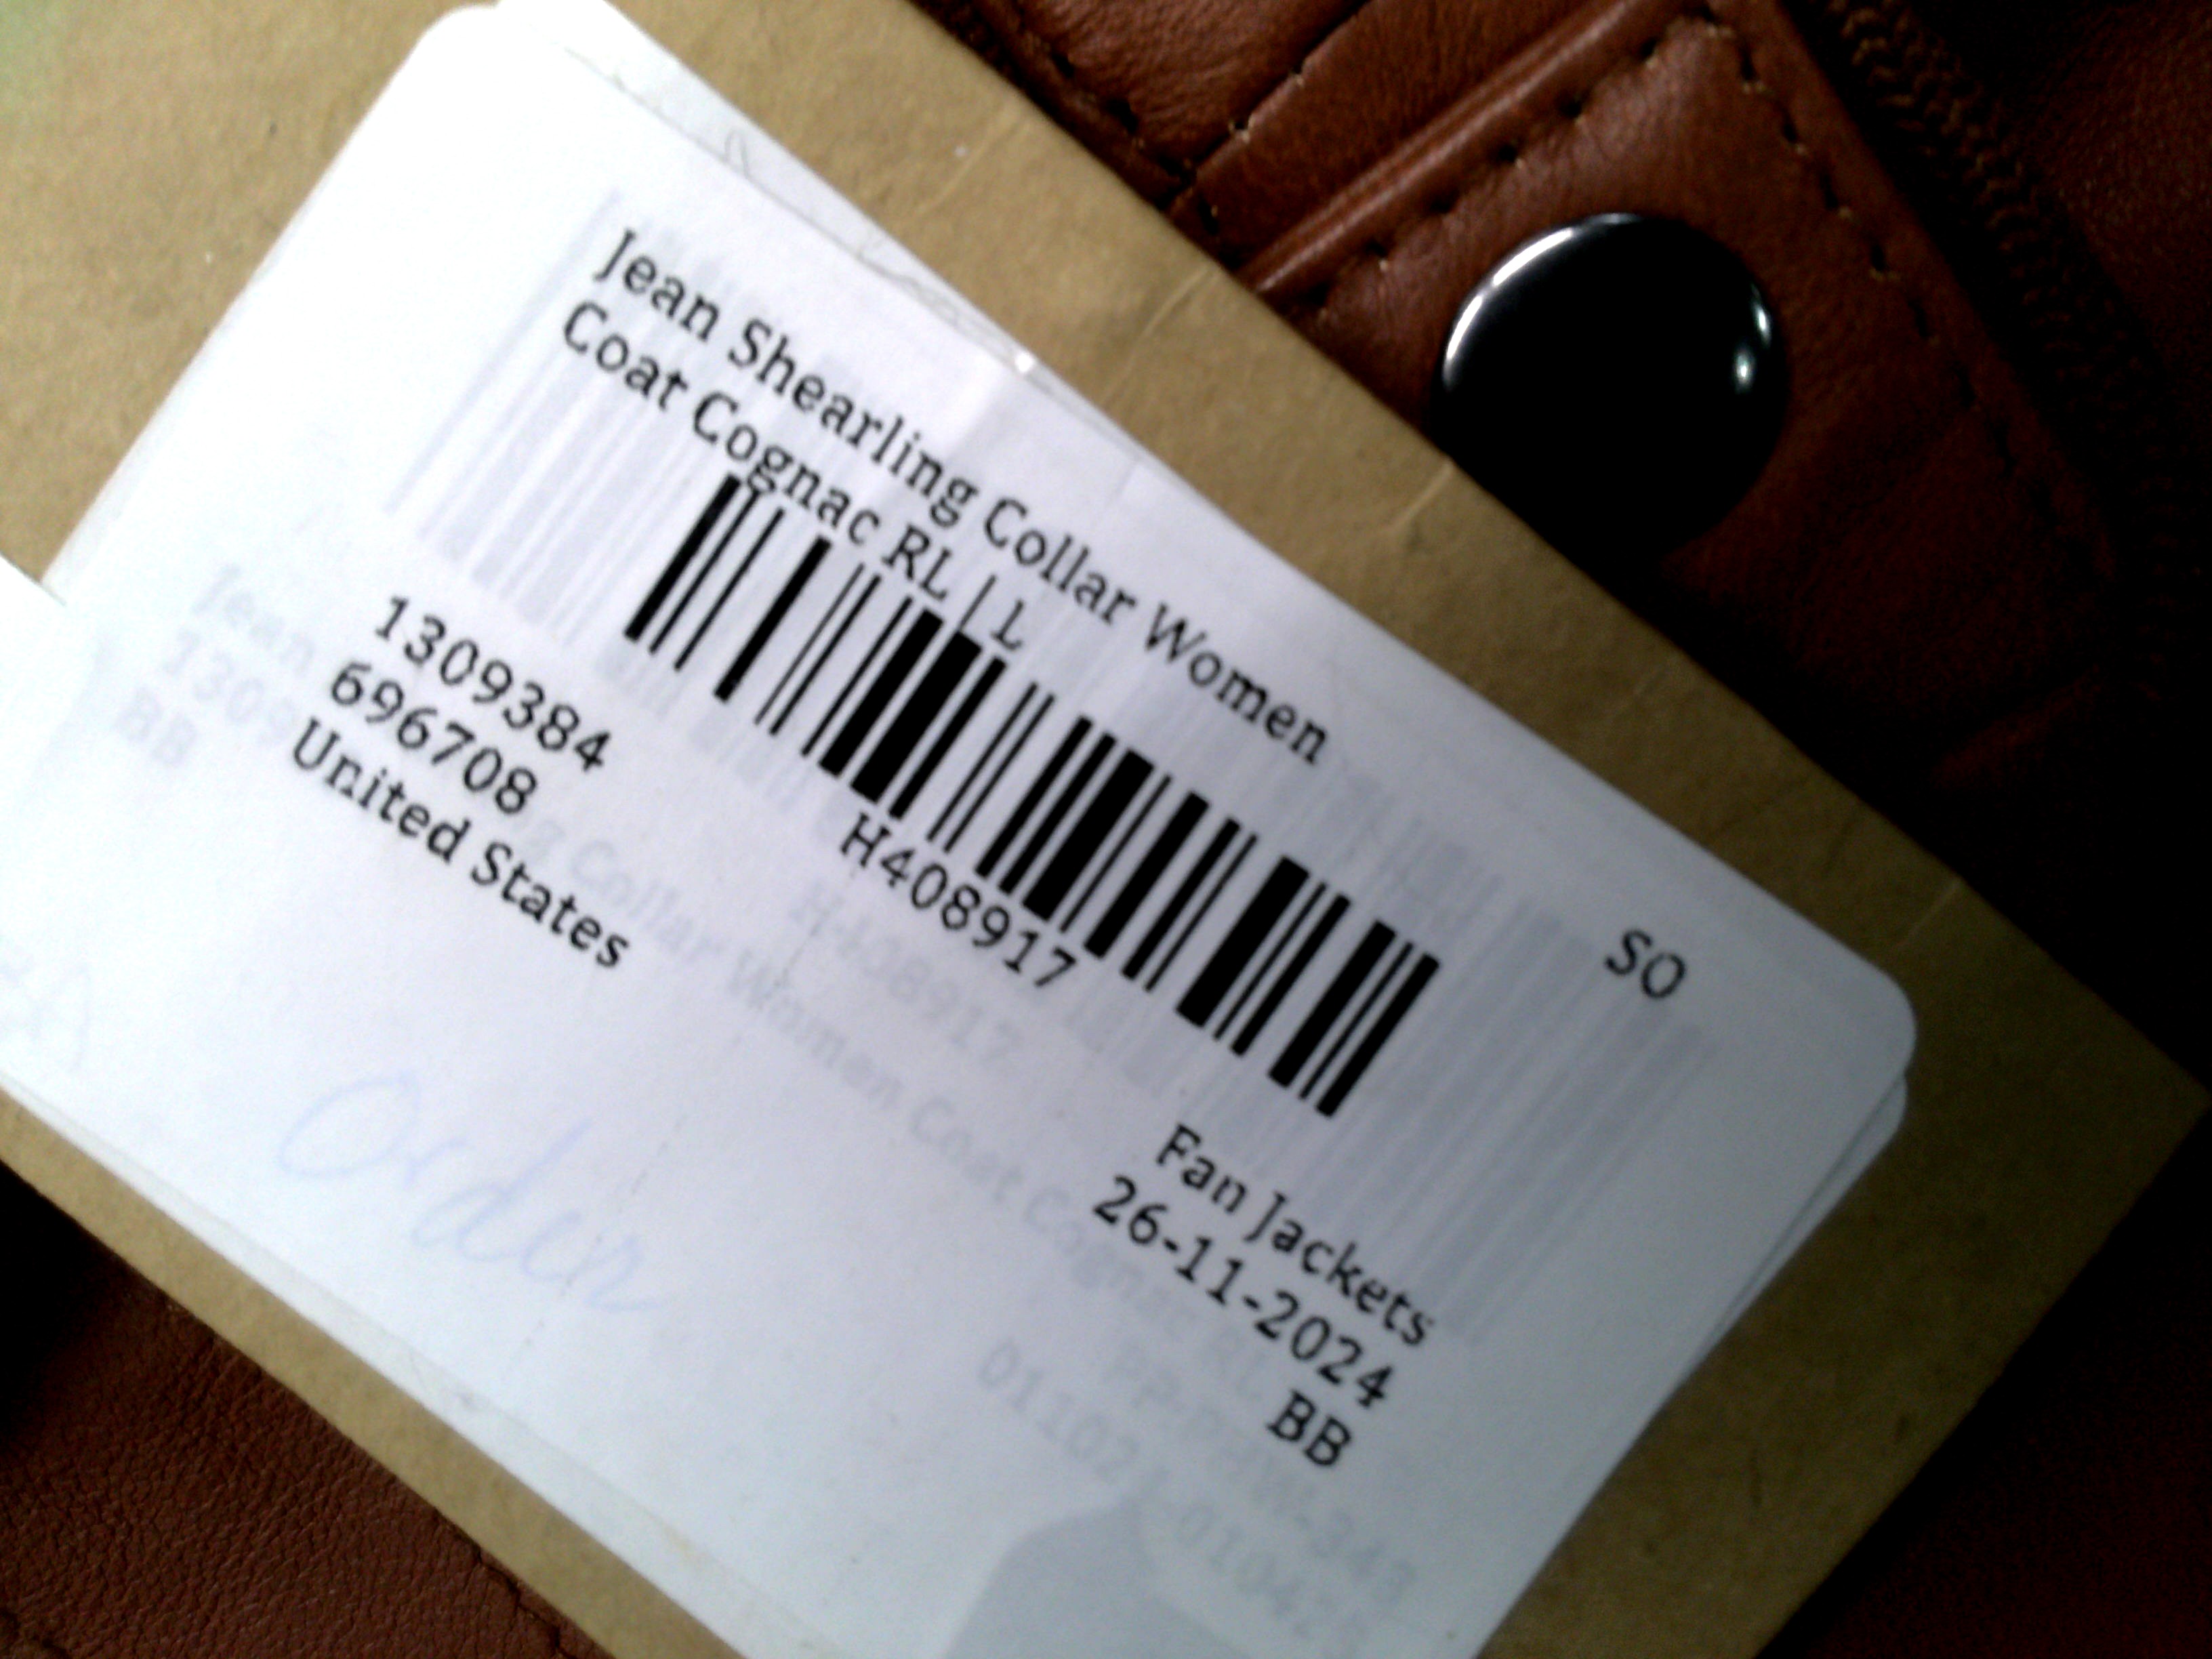 Jean Shearling Collar Women
Coat Cognac RL | L
SO
H408917
1309384
696708
United States
Fan Jackets
26-11-2024
BB
Order